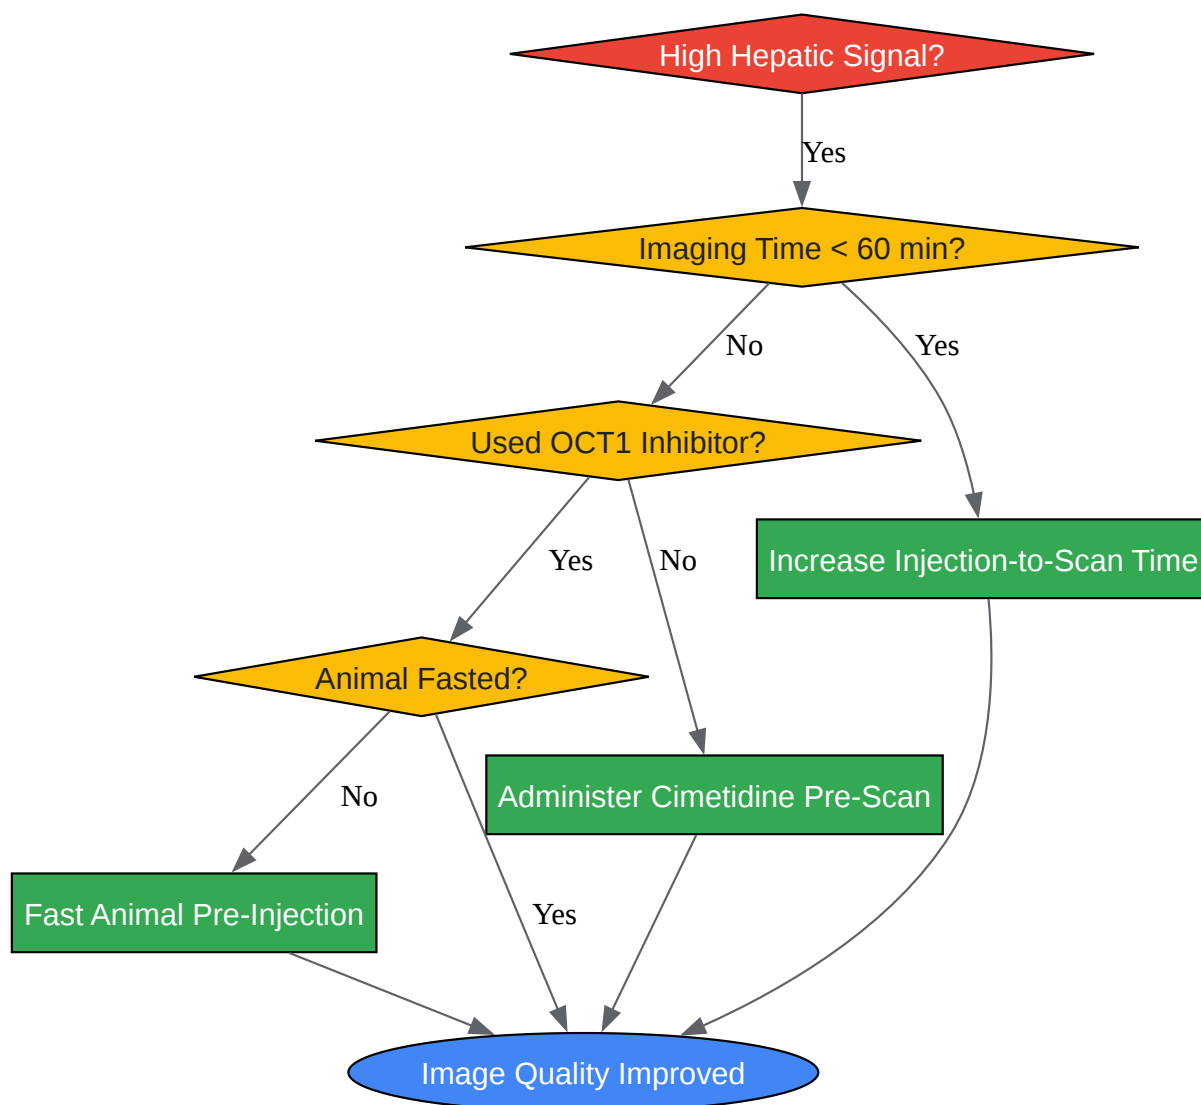 High Hepatic Signal?
Yes
Imaging Time < 60 min?
No
Yes
Used OCT1 Inhibitor?
Yes
No
Increase Injection-to-Scan Time
Animal Fasted?
No
Administer Cimetidine Pre-Scan
Fast Animal Pre-Injection
Yes
Image Quality Improved